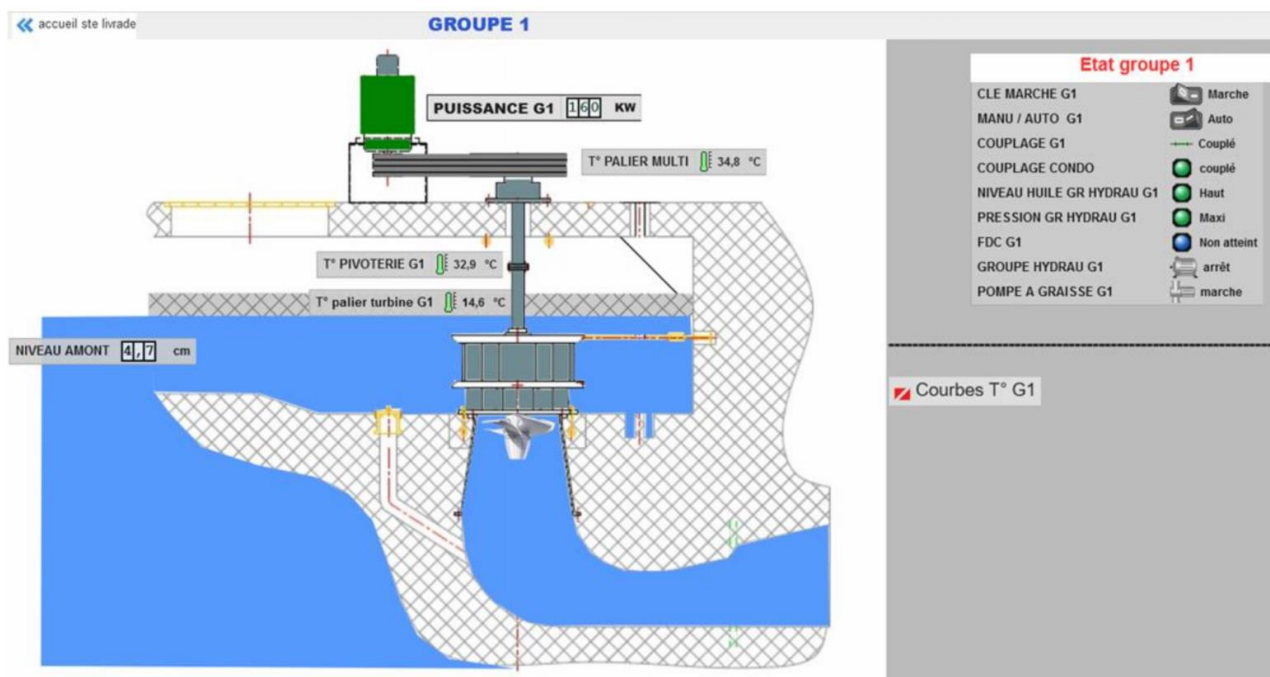 accueil ste livrade
GROUPE 1
PUISSANCE G1 160 KW
T° PALIER MULTI 34,8 °C
T° PIVOTERIE G1 32,9 °C
T° palier turbine G1 14,6 °C
NIVEAU AMONT 4,7 cm
Etat groupe 1
CLE MARCHE G1 Marche
MANU / AUTO G1 Auto
COUPLAGE G1 Couplé
COUPLAGE CONDO couplé
NIVEAU HUILE GR HYDRAU G1 Haut
PRESSION GR HYDRAU G1 Maxi
FDC G1 Non atteint
GROUPE HYDRAU G1 arrêt
POMPE A GRAISSE G1 marche
Courbes T° G1